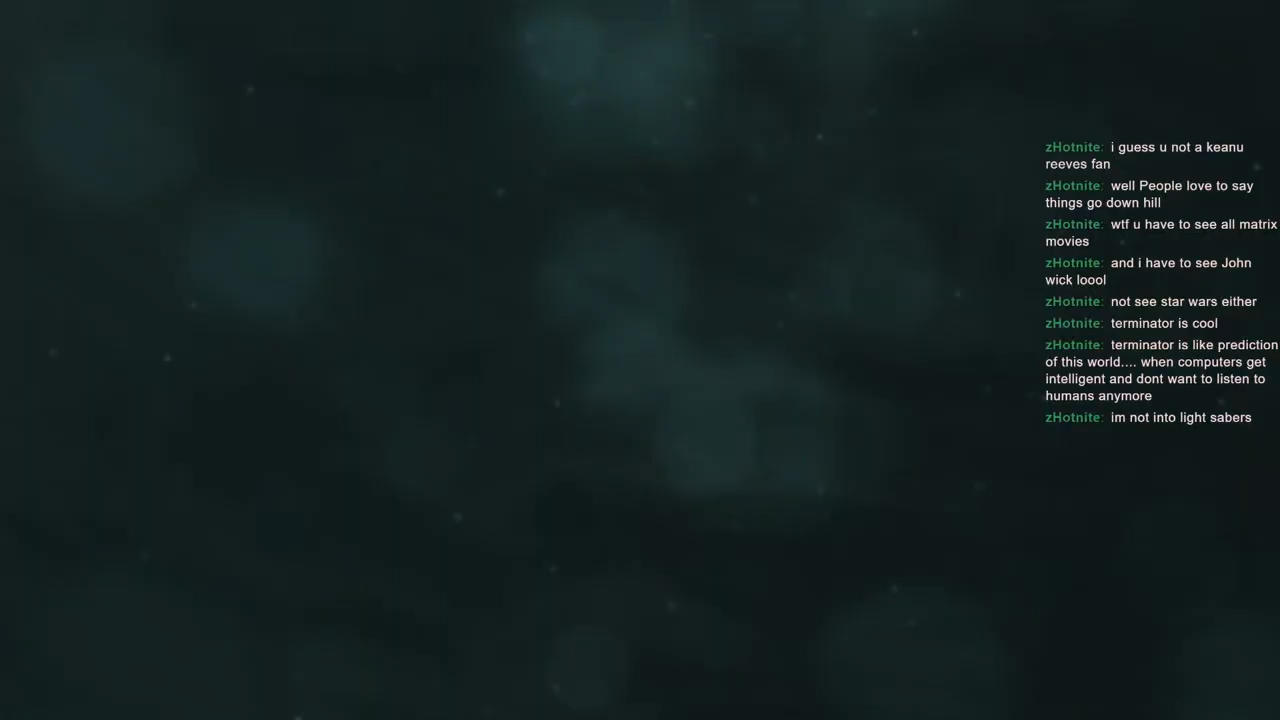 zHotnite: i guess u not a keanu
reeves fan
zHotnite: well People love to say
things go down hill
zHotnite: wtf u have to see all matrix
movies
zHotnite: and i have to see John
wick loool
zHotnite: not see star wars either
zHotnite: terminator is cool
zHotnite: terminator is like prediction
of this world.... when computers get
intelligent and dont want to listen to
humans anymore
zHotnite: im not into light sabers